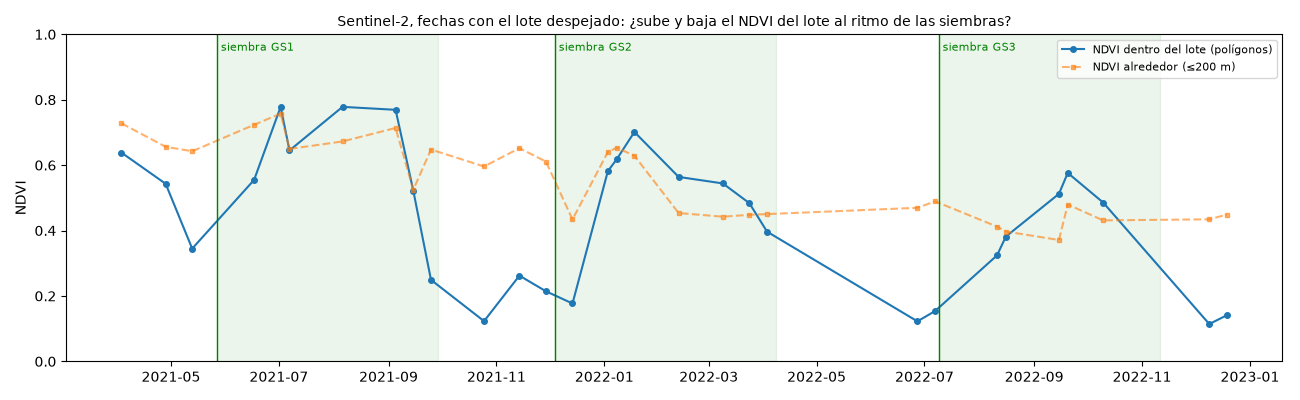 Sentinel-2, fechas con el lote despejado: ¿sube y baja el NDVI del lote al ritmo de las siembras?
siembra GS1
siembra GS2
siembra GS3
NDVI dentro del lote (polígonos)
NDVI alrededor (≤200 m)
NDVI
1.0
0.8
0.6
0.4
0.2
0.0
2021-05
2021-07
2021-09
2021-11
2022-01
2022-03
2022-05
2022-07
2022-09
2022-11
2023-01